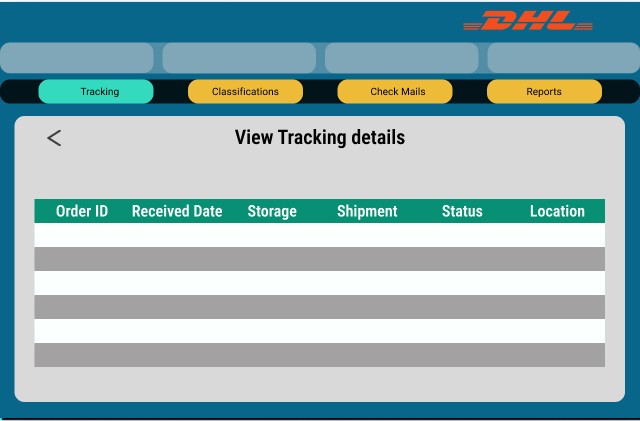 DHL
Tracking Classifications Check Mails Reports
View Tracking details
Order ID Received Date Storage Shipment Status Location